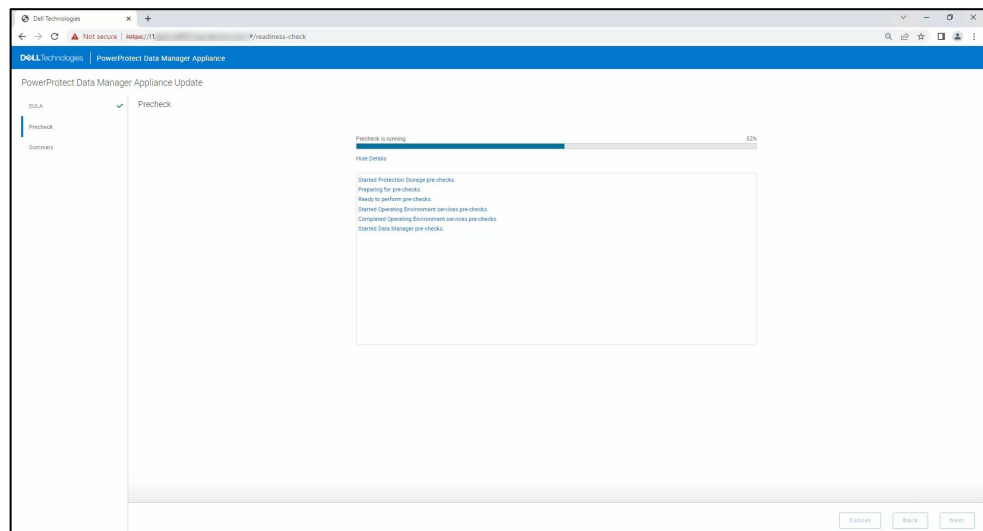 Dell Technologies
Not secure | https://l1 #/readiness-check
DELLTechnologies | PowerProtect Data Manager Appliance
PowerProtect Data Manager Appliance Update
EULA
Precheck
Summary
Precheck
Precheck is running 52%
Hide Details
Started Protection Storage pre-checks.
Preparing for pre-checks.
Ready to perform pre-checks.
Started Operating Environment services pre-checks.
Completed Operating Environment services pre-checks.
Started Data Manager pre-checks.
Cancel Back Next